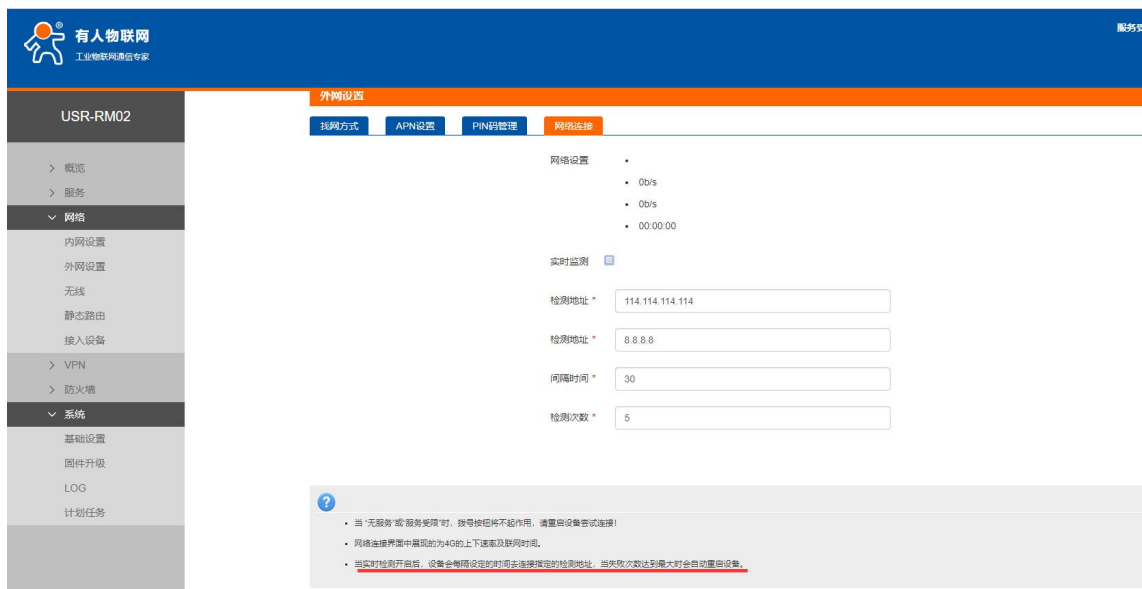 有人物联网
®
工业物联网通信专家
服务受
USR-RM02
> 概览
> 服务
网络
内网设置
外网设置
无线
静态路由
接入设备
> VPN
> 防火墙
系统
基础设置
固件升级
LOG
计划任务
外网设置
找网方式 APN设置 PIN码管理 网络连接
网络设置 •
• 0b/s
• 0b/s
• 00:00:00
实时监测
检测地址 * 114.114.114.114
检测地址 * 8.8.8.8
间隔时间 * 30
检测次数 * 5
?
• 当 “无服务”或“服务受限”时，拨号按钮将不起作用，请重启设备尝试连接!
• 网络连接界面中展现的为4G的上下速率及联网时间。
• 当实时检测开启后，设备会每隔设定的时间去连接指定的检测地址，当失败次数达到最大时会自动重启设备。